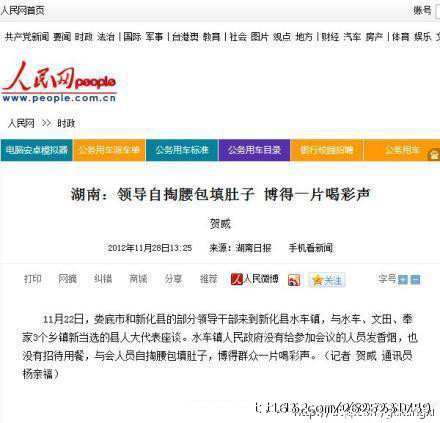 人民网首页 账号
共产党新闻 要闻 时政 法治 | 国际 军事 | 台港澳 教育 | 社会 图片 观点 地方 | 财经 汽车 房产 | 体育 娱乐
人民网 people
www.people.com.cn
人民网 >> 时政
电脑安卓模拟器 公务用车派车单 公务用车标准 公务用车目录 银行校园招聘 公务用车
湖南：领导自掏腰包填肚子 博得一片喝彩声
贺威
2012年11月28日13:25 来源：湖南日报 手机看新闻
打印 网摘 纠错 商城 分享 推荐 人民微博 关注 字号
11月22日，娄底市和新化县的部分领导干部来到新化县水车镇，与水车、文田、奉
家3个乡镇新当选的县人大代表座谈。水车镇人民政府没有给参加会议的人员发香烟，也
没有招待用餐，与会人员自掏腰包填肚子，博得群众一片喝彩声。（记者 贺威 通讯员
杨亲福）